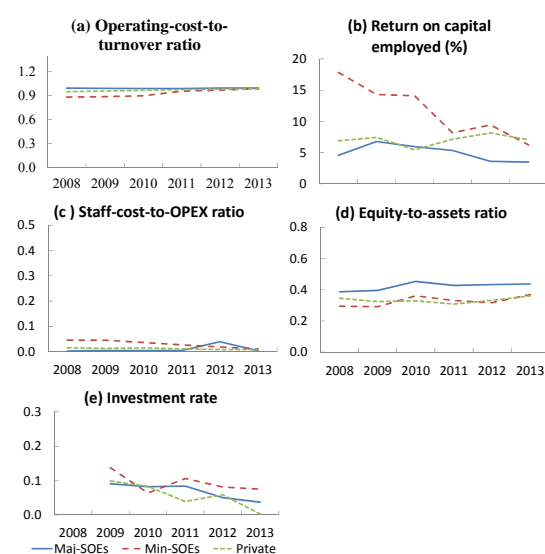 (a) Operating-cost-to-
turnover ratio
1.2
0.9
0.6
0.3
0.0
2008 2009 2010 2011 2012 2013
(b) Return on capital
employed (%)
20
15
10
5
0
2008 2009 2010 2011 2012 2013
(c ) Staff-cost-to-OPEX ratio
0.5
0.4
0.3
0.2
0.1
0.0
2008 2009 2010 2011 2012 2013
(d) Equity-to-assets ratio
0.8
0.6
0.4
0.2
0.0
2008 2009 2010 2011 2012 2013
(e) Investment rate
0.3
0.2
0.1
0.0
2008 2009 2010 2011 2012 2013
Maj-SOEs Min-SOEs Private